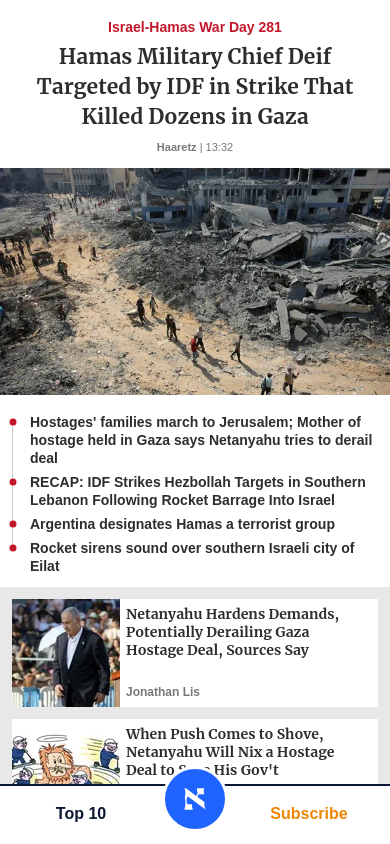 Israel-Hamas War Day 281
Hamas Military Chief Deif
Targeted by IDF in Strike That
Killed Dozens in Gaza
Haaretz | 13:32
Hostages' families march to Jerusalem; Mother of
hostage held in Gaza says Netanyahu tries to derail
deal
RECAP: IDF Strikes Hezbollah Targets in Southern
Lebanon Following Rocket Barrage Into Israel
Argentina designates Hamas a terrorist group
Rocket sirens sound over southern Israeli city of
Eilat
Netanyahu Hardens Demands,
Potentially Derailing Gaza
Hostage Deal, Sources Say
Jonathan Lis
When Push Comes to Shove,
Netanyahu Will Nix a Hostage
Deal to His Gov't
Top 10
Subscribe